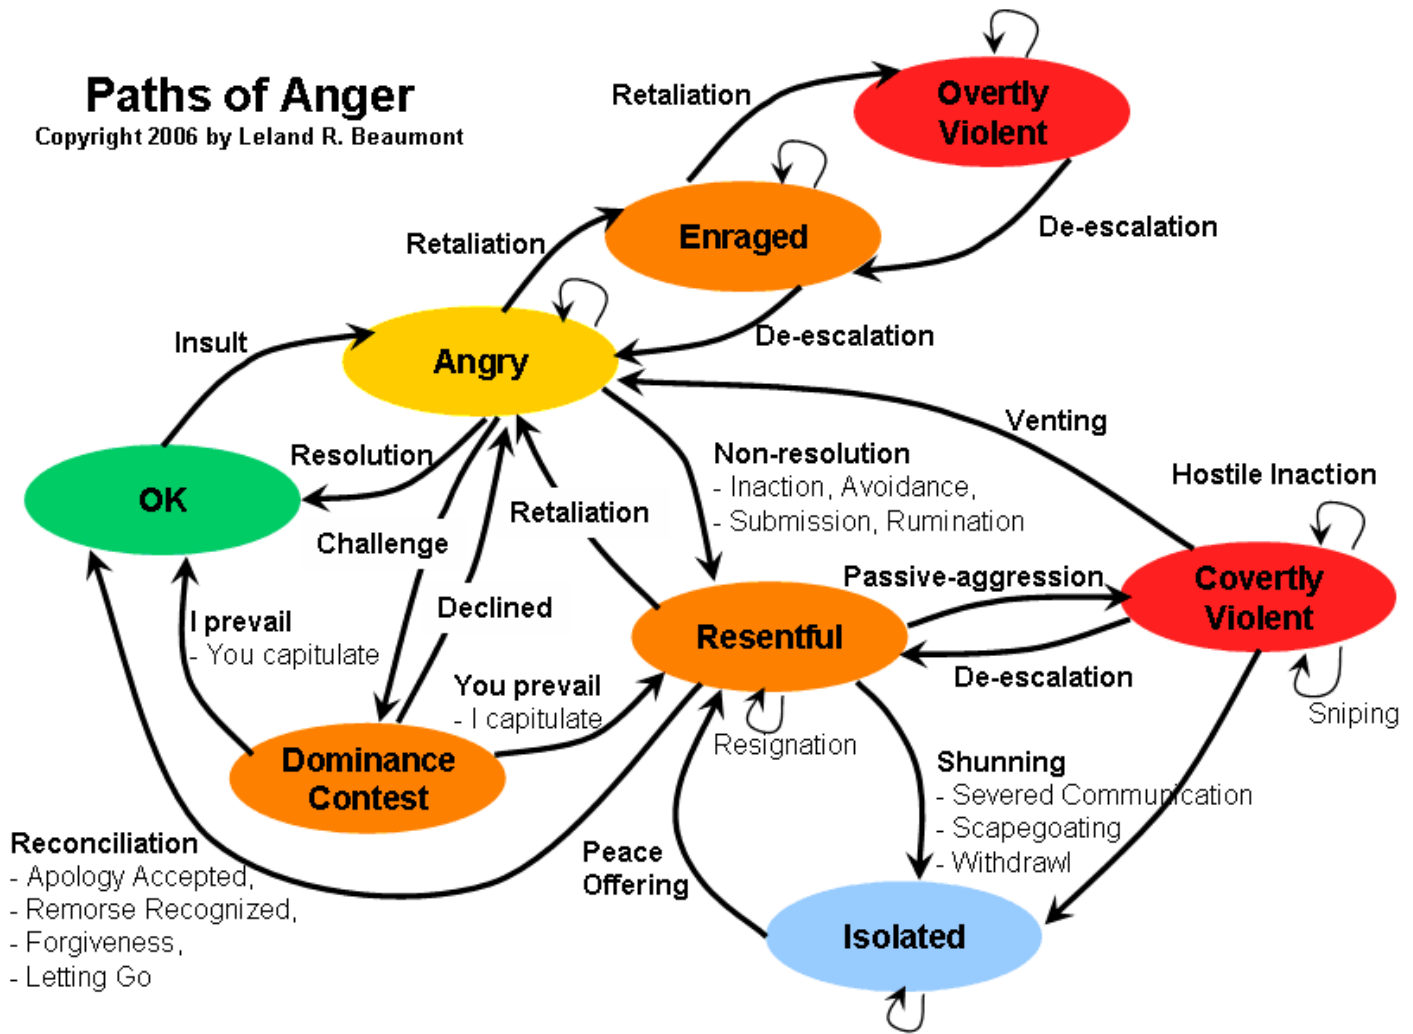 Paths of Anger
Copyright 2006 by Leland R. Beaumont
Retaliation
Overtly
Violent
De-escalation
Retaliation
Enraged
De-escalation
Insult
Angry
Venting
Resolution
OK
Challenge
Retaliation
Declined
Non-resolution
- Inaction, Avoidance,
- Submission, Rumination
Hostile Inaction
Passive-aggression
Covertly
Violent
De-escalation
Sniping
I prevail
- You capitulate
You prevail
- I capitulate
Resentful
Resignation
Dominance
Contest
Shunning
- Severed Communication
- Scapegoating
- Withdrawl
Reconciliation
- Apology Accepted,
- Remorse Recognized,
- Forgiveness,
- Letting Go
Peace
Offering
Isolated